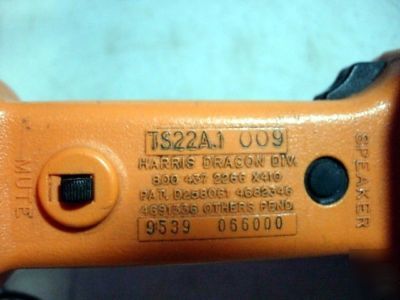 TS22A.1 009
HARRIS DRACON DIV.
800 437 2266 X410
PAT. D258061 4682346
4691336 OTHERS PEND
9539 066000
MUTE
SPEAKER